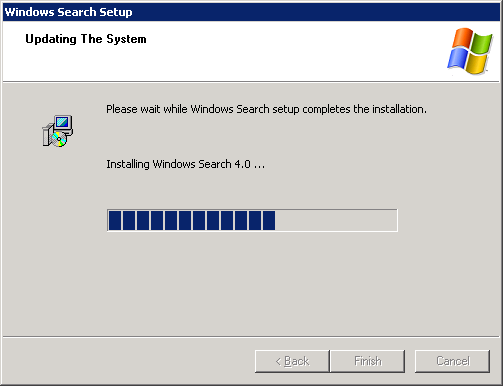 Windows Search Setup
Updating The System
Please wait while Windows Search setup completes the installation.
Installing Windows Search 4.0 ...
< Back Finish Cancel